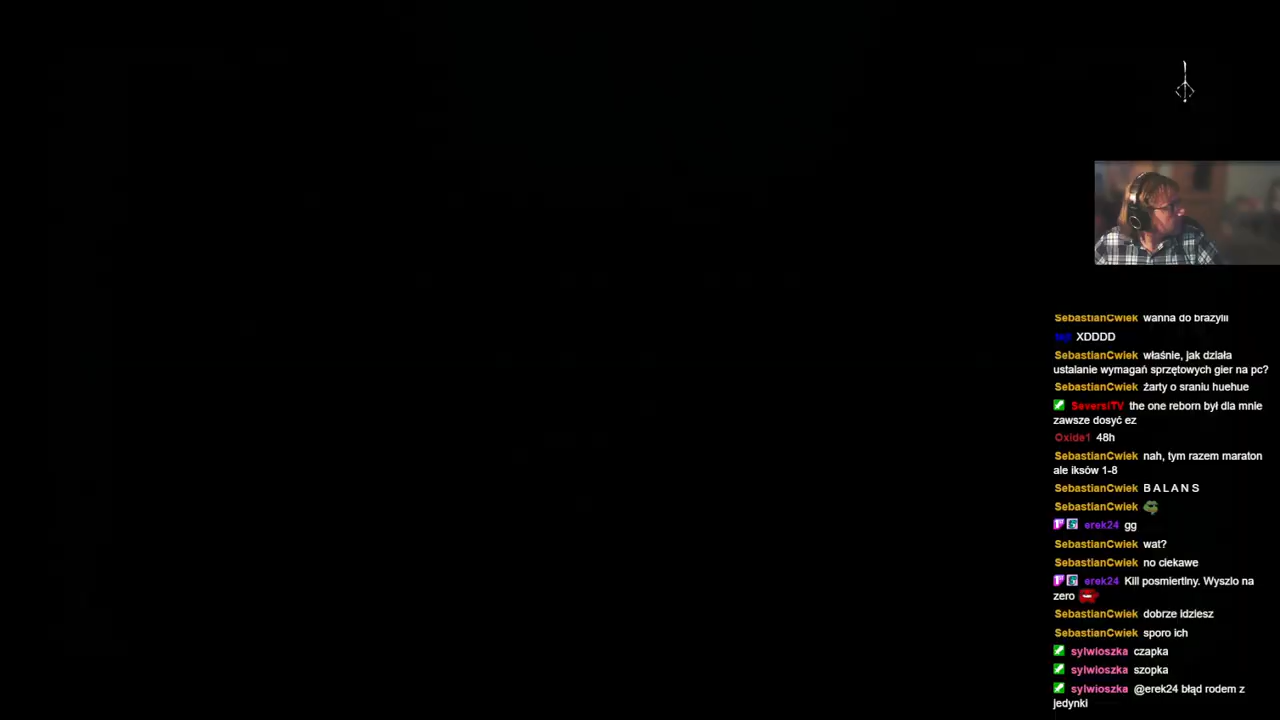 SebastianCwiek wanna do brazylii
XDDDD
SebastianCwiek właśnie, jak działa
ustalanie wymagań sprzętowych gier na pc?
SebastianCwiek żarty o sraniu huehue
SeversiTV the one reborn był dla mnie
zawsze dosyć ez
Oxide1 48h
SebastianCwiek nah, tym razem maraton
ale iksów 1-8
SebastianCwiek B A L A N S
SebastianCwiek
erek24 gg
SebastianCwiek wat?
SebastianCwiek no ciekawe
erek24 Kill posmiertlny. Wyszlo na
zero
SebastianCwiek dobrze idziesz
SebastianCwiek sporo ich
sylwioszka czapka
sylwioszka szopka
sylwioszka @erek24 błąd rodem z
jedynki